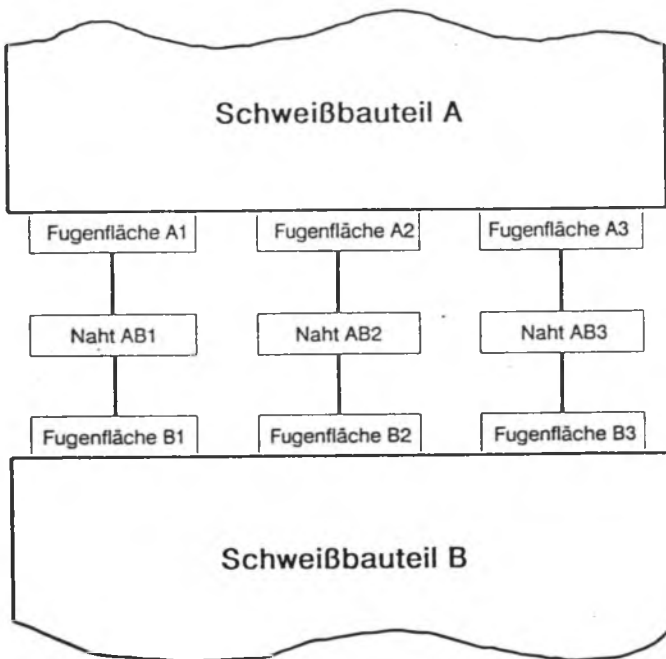 Schweißbauteil A
Fugenfläche A1 Fugenfläche A2 Fugenfläche A3
Naht AB1 Naht AB2 Naht AB3
Fugenfläche B1 Fugenfläche B2 Fugenfläche B3
Schweißbauteil B